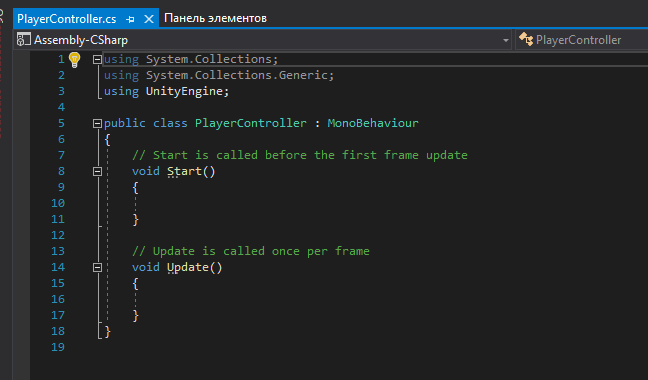 PlayerController.cs Панель элементов
Assembly-CSharp PlayerController
1 using System.Collections;
2 using System.Collections.Generic;
3 using UnityEngine;
4
5 public class PlayerController : MonoBehaviour
6 {
7 // Start is called before the first frame update
8 void Start()
9 {
10
11 }
12
13 // Update is called once per frame
14 void Update()
15 {
16
17 }
18 }
19